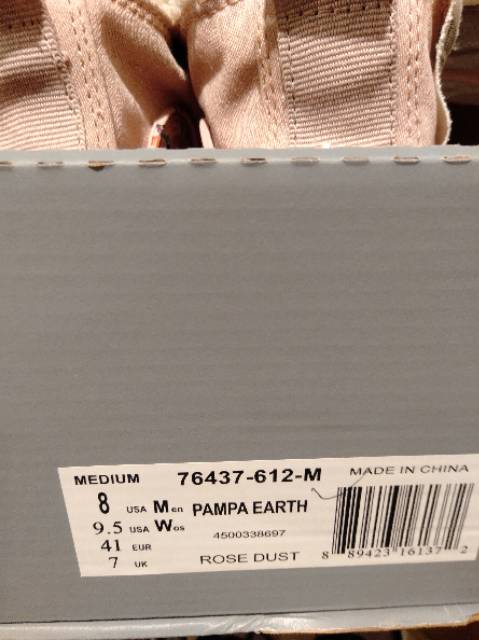 MEDIUM 76437-612-M MADE IN CHINA
8 USA Men PAMPA EARTH
9.5 USA Wos 4500338697
41 EUR
7 UK ROSE DUST 8 89423 16137 2